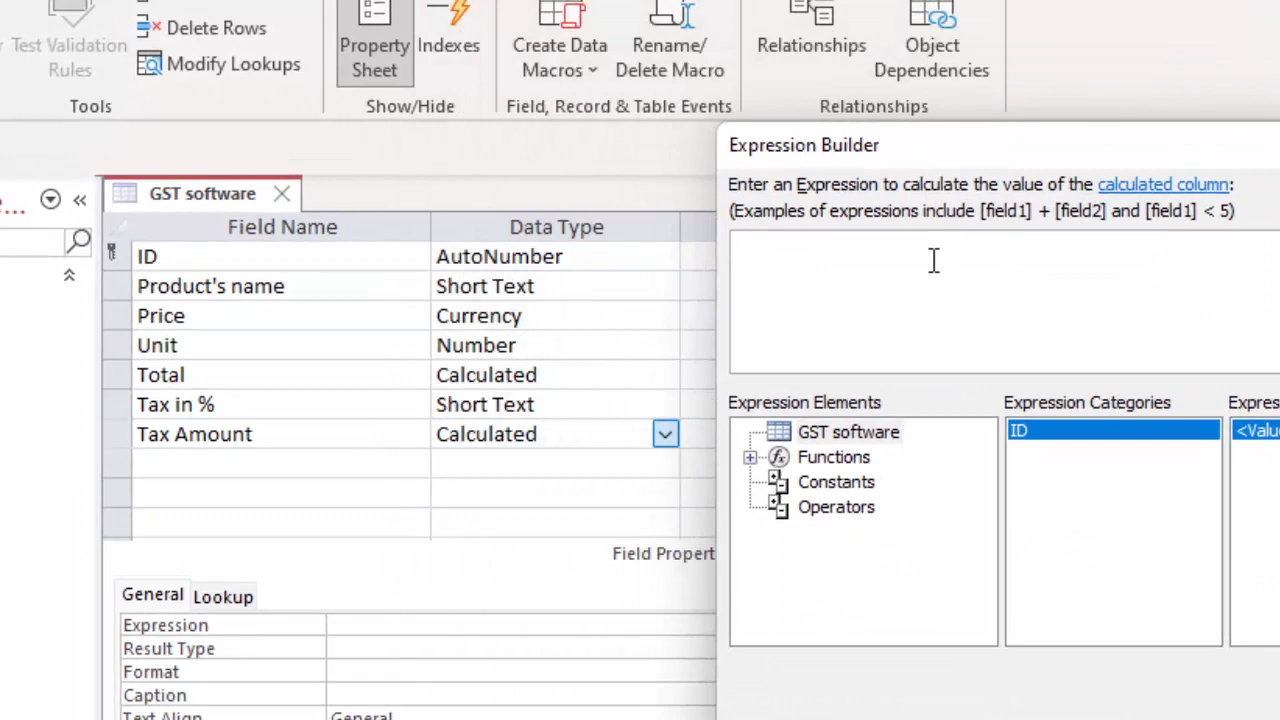 Delete Rows
Test Validation Rules
Modify Lookups
Property Sheet
Indexes
Create Data Macros
Rename/ Delete Macro
Relationships
Object Dependencies
Tools
Show/Hide
Field, Record & Table Events
Relationships
GST software
Field Name Data Type
ID AutoNumber
Product's name Short Text
Price Currency
Unit Number
Total Calculated
Tax in % Short Text
Tax Amount Calculated
Field Propert
General
Lookup
Expression
Result Type
Format
Caption
Text Align General
Expression Builder
Enter an Expression to calculate the value of the calculated column:
(Examples of expressions include [field1] + [field2] and [field1] < 5)
Expression Elements
GST software
Functions
Constants
Operators
Expression Categories
ID
Expres
<Valu